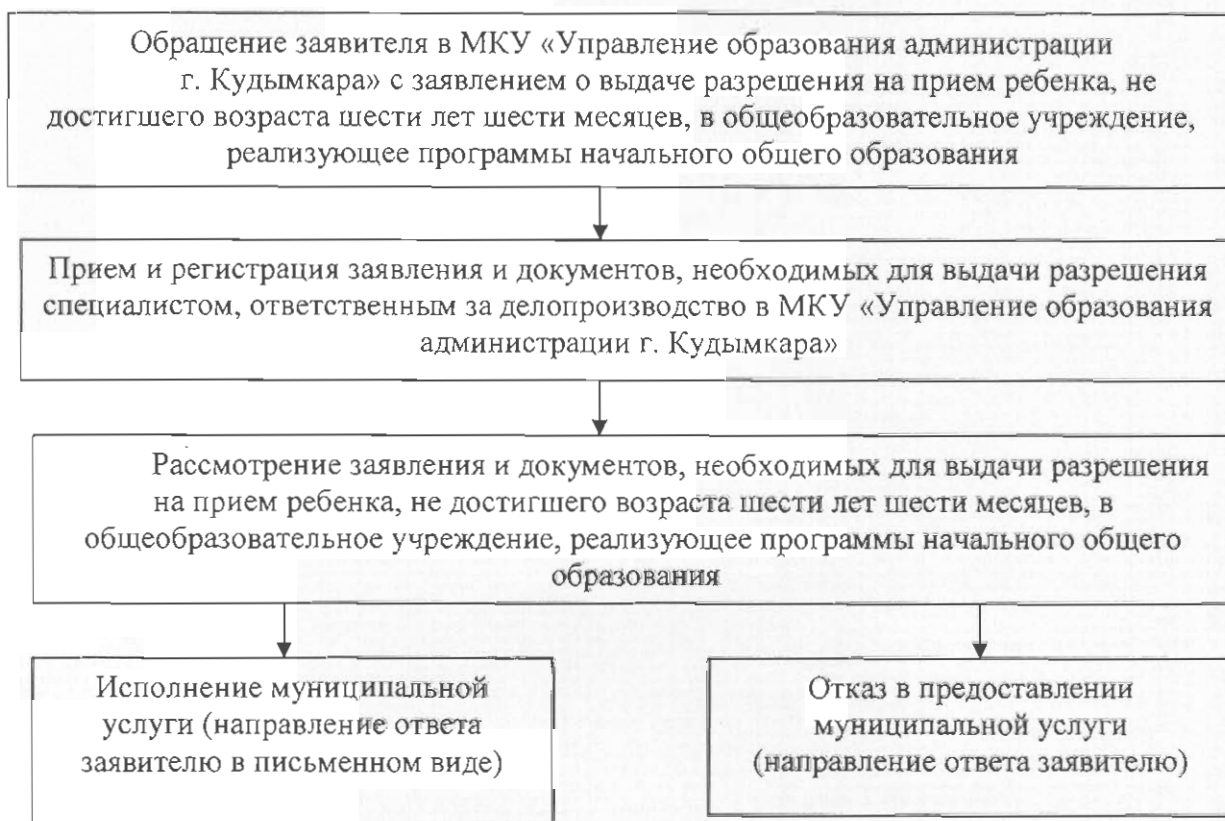 Обращение заявителя в МКУ «Управление образования администрации
г. Кудымкара» с заявлением о выдаче разрешения на прием ребенка, не
достигшего возраста шести лет шести месяцев, в общеобразовательное учреждение,
реализующее программы начального общего образования
Прием и регистрация заявления и документов, необходимых для выдачи разрешения
специалистом, ответственным за делопроизводство в МКУ «Управление образования
администрации г. Кудымкара»
Рассмотрение заявления и документов, необходимых для выдачи разрешения
на прием ребенка, не достигшего возраста шести лет шести месяцев, в
общеобразовательное учреждение, реализующее программы начального общего
образования
Исполнение муниципальной
услуги (направление ответа
заявителю в письменном виде)
Отказ в предоставлении
муниципальной услуги
(направление ответа заявителю)